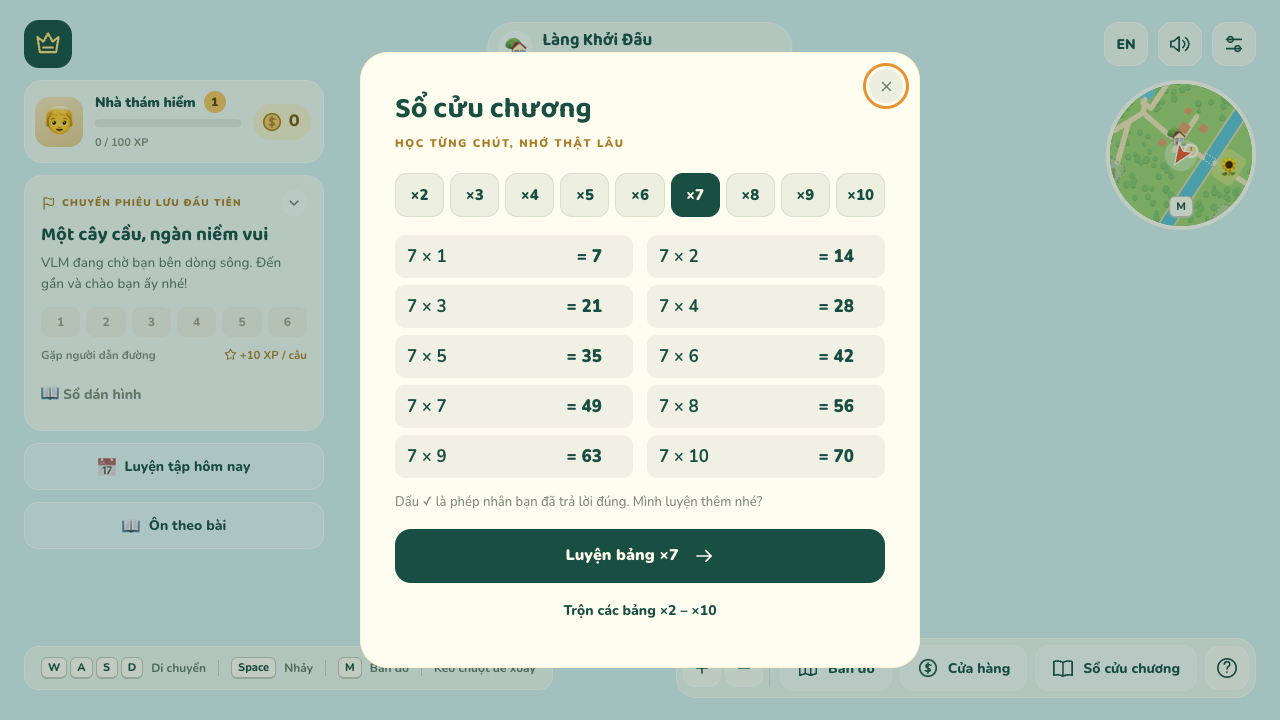 Làng Khởi Đầu
EN
Nhà thám hiểm 1
0
0 / 100 XP
CHUYẾN PHIÊU LƯU ĐẦU TIÊN
Một cây cầu, ngàn niềm vui
VLM đang chờ bạn bên dòng sông. Đến
gần và chào bạn ấy nhé!
1 2 3 4 5 6
Gặp người dẫn đường
+10 XP / câu
Sổ dán hình
Luyện tập hôm nay
Ôn theo bài
Sổ cửu chương
HỌC TỪNG CHÚT, NHỚ THẬT LÂU
×2 ×3 ×4 ×5 ×6 ×7 ×8 ×9 ×10
7 × 1 = 7
7 × 2 = 14
7 × 3 = 21
7 × 4 = 28
7 × 5 = 35
7 × 6 = 42
7 × 7 = 49
7 × 8 = 56
7 × 9 = 63
7 × 10 = 70
Dấu ✓ là phép nhân bạn đã trả lời đúng. Mình luyện thêm nhé?
Luyện bảng ×7 →
Trộn các bảng ×2 – ×10
M
W A S D Di chuyển
Space Nhảy
M Bản đồ
Kéo chuột để xoay
+ −
Bản đồ
Cửa hàng
Sổ cửu chương
?